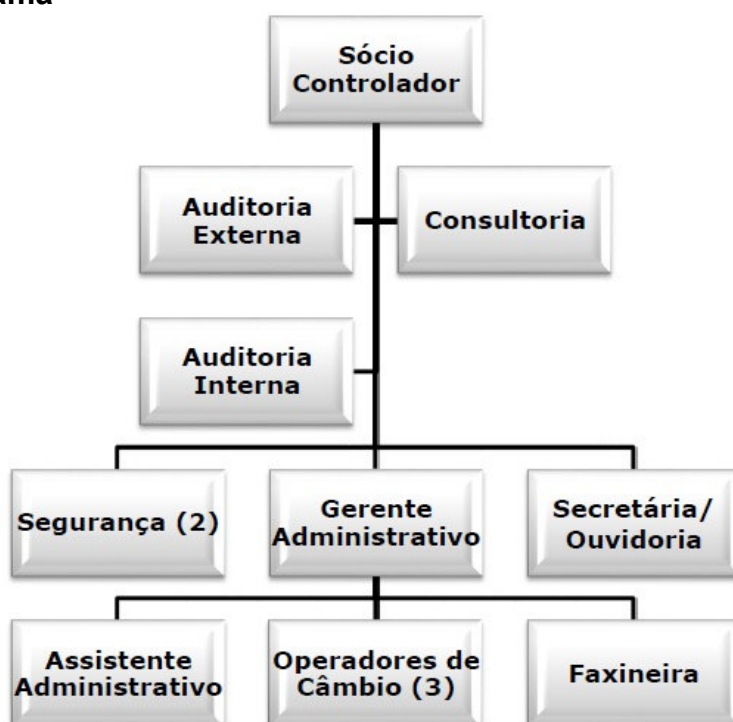 Sócio
Controlador
Auditoria
Externa
Consultoria
Auditoria
Interna
Segurança (2)
Gerente
Administrativo
Secretária/
Ouvidoria
Assistente
Administrativo
Operadores de
Câmbio (3)
Faxineira